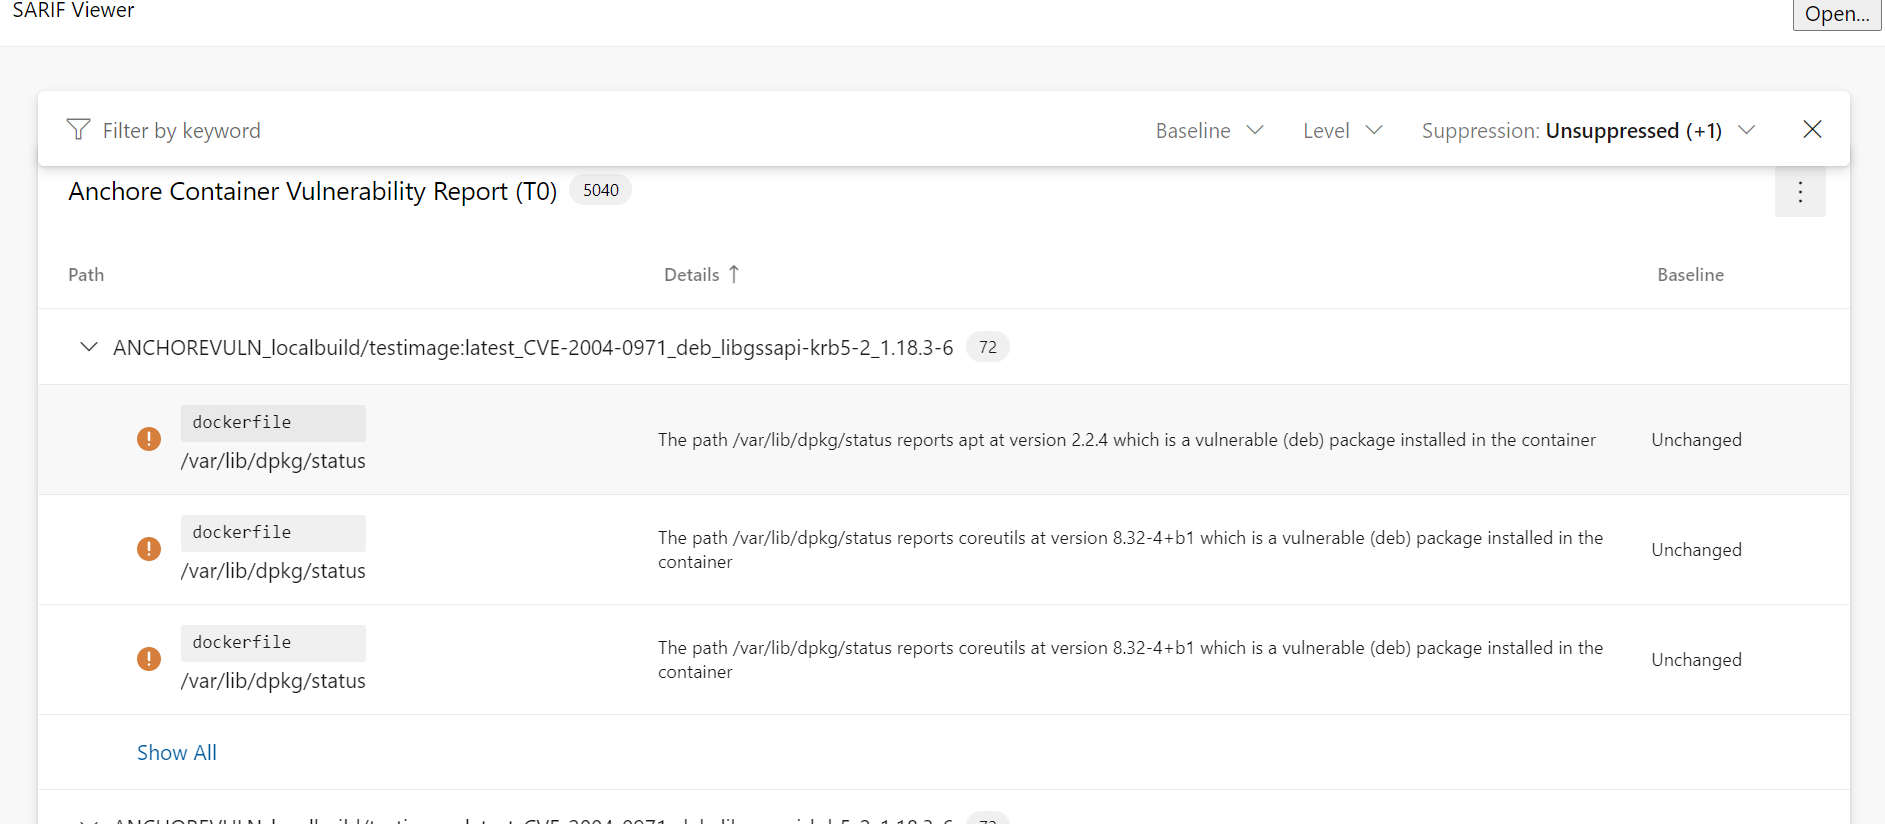 SARIF Viewer
Open...
Filter by keyword
Baseline
Level
Suppression: Unsuppressed (+1)
Anchore Container Vulnerability Report (T0) 5040
Path
Details ↑
Baseline
ANCHOREVULN_localbuild/testimage:latest_CVE-2004-0971_deb_libgssapi-krb5-2_1.18.3-6 72
dockerfile
/var/lib/dpkg/status
The path /var/lib/dpkg/status reports apt at version 2.2.4 which is a vulnerable (deb) package installed in the container
Unchanged
dockerfile
/var/lib/dpkg/status
The path /var/lib/dpkg/status reports coreutils at version 8.32-4+b1 which is a vulnerable (deb) package installed in the
container
Unchanged
dockerfile
/var/lib/dpkg/status
The path /var/lib/dpkg/status reports coreutils at version 8.32-4+b1 which is a vulnerable (deb) package installed in the
container
Unchanged
Show All